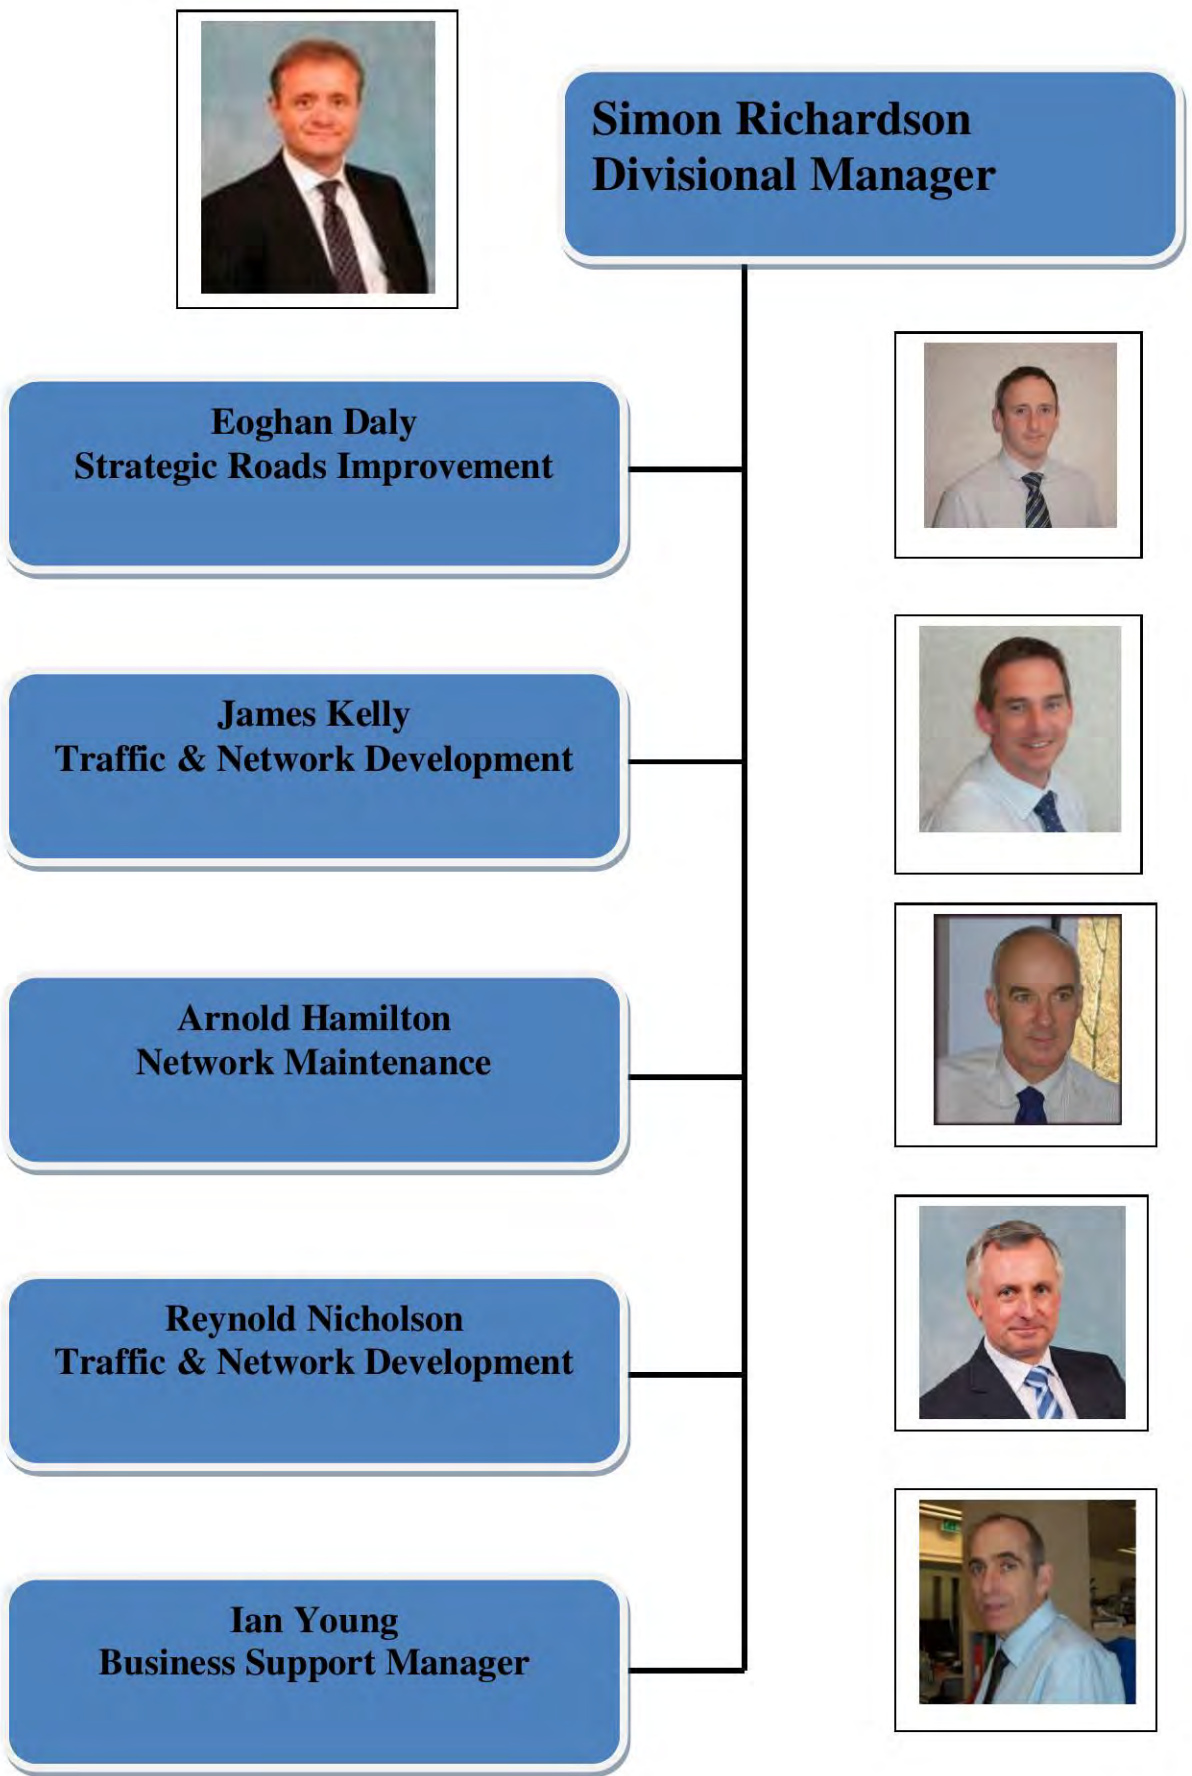 Simon Richardson
Divisional Manager
Eoghan Daly
Strategic Roads Improvement
James Kelly
Traffic & Network Development
Arnold Hamilton
Network Maintenance
Reynold Nicholson
Traffic & Network Development
Ian Young
Business Support Manager